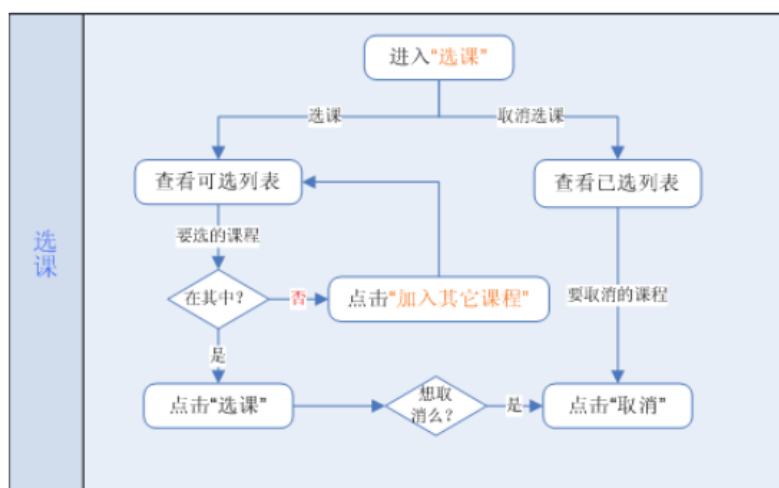 进入“选课”
选课
取消选课
查看可选列表
查看已选列表
要选的课程
选课
在其中?
否
点击“加入其它课程”
要取消的课程
是
点击“选课”
想取
消么?
是
点击“取消”